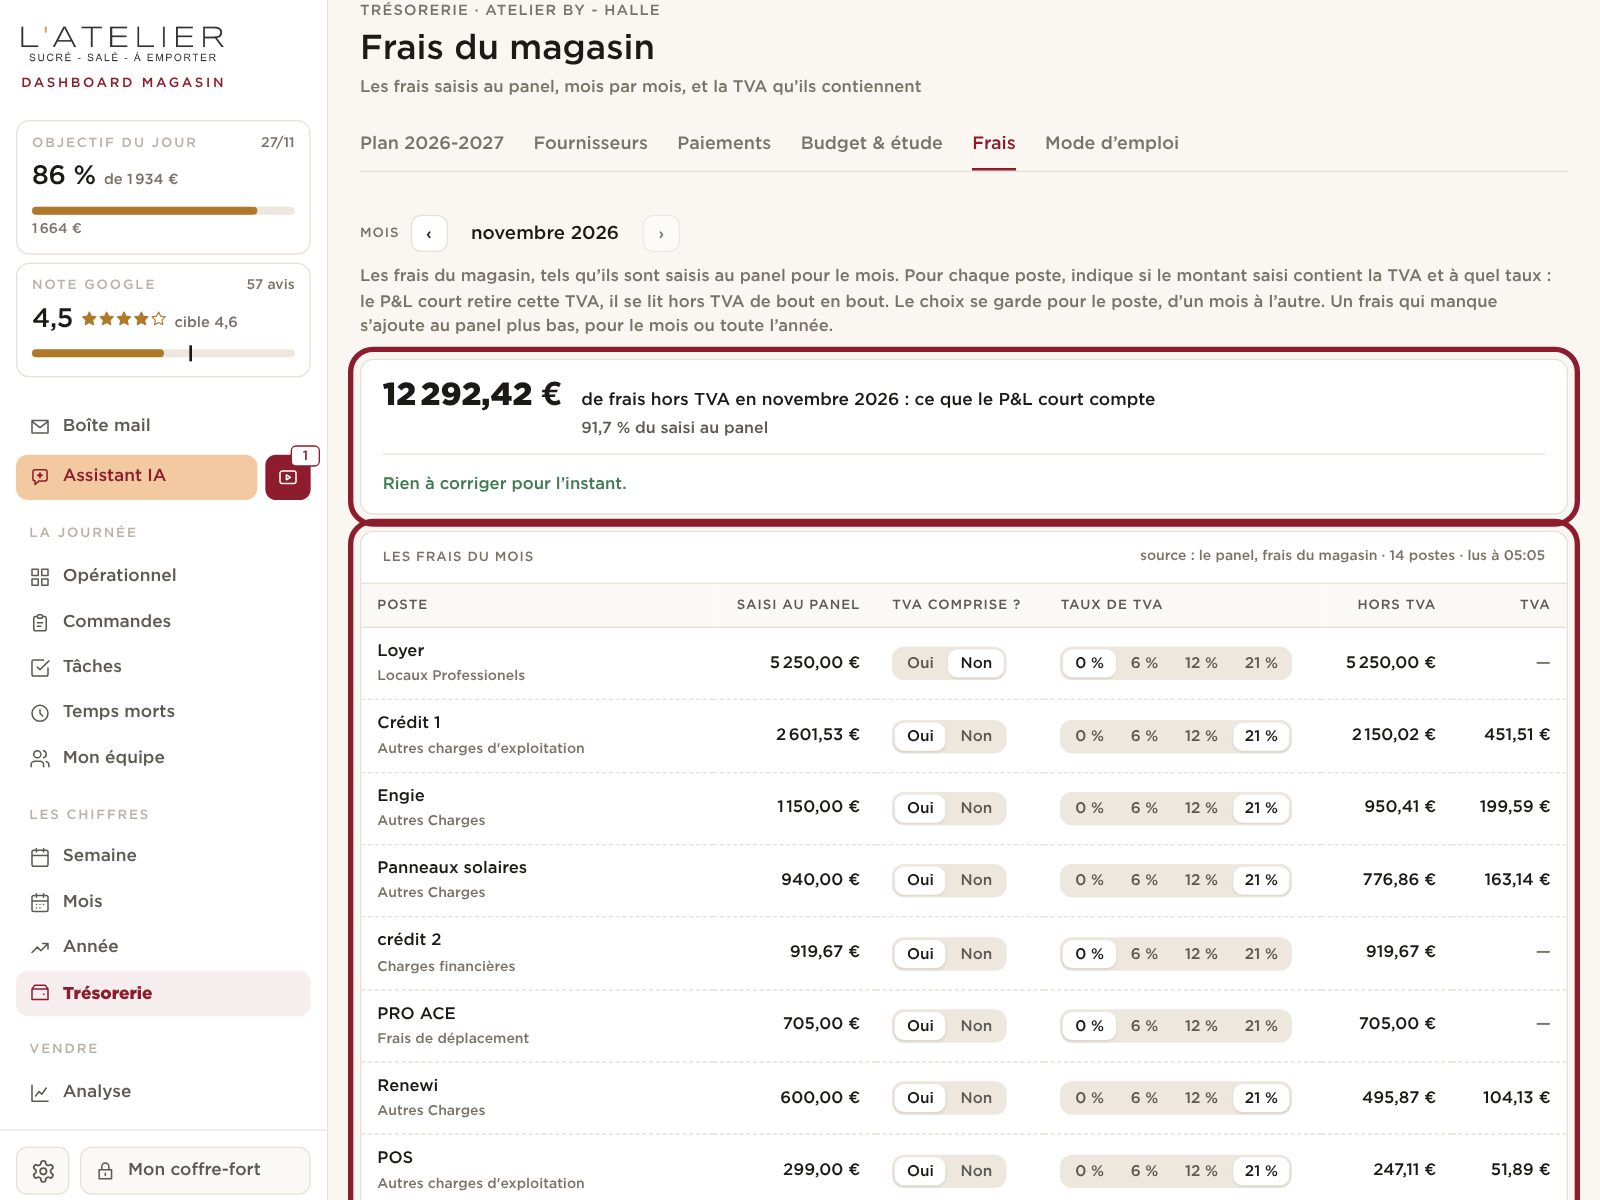 L'ATELIER
SUCRÉ - SALÉ - À EMPORTER
DASHBOARD MAGASIN
OBJECTIF DU JOUR 27/11
86 % de 1 934 €
1 664 €
NOTE GOOGLE 57 avis
4,5 cible 4,6
Boîte mail
Assistant IA 1
LA JOURNÉE
Opérationnel
Commandes
Tâches
Temps morts
Mon équipe
LES CHIFFRES
Semaine
Mois
Année
Trésorerie
VENDRE
Analyse
Mon coffre-fort
TRÉSORERIE · ATELIER BY - HALLE
Frais du magasin
Les frais saisis au panel, mois par mois, et la TVA qu’ils contiennent
Plan 2026-2027 Fournisseurs Paiements Budget & étude Frais Mode d’emploi
MOIS ‹ novembre 2026 ›
Les frais du magasin, tels qu’ils sont saisis au panel pour le mois. Pour chaque poste, indique si le montant saisi contient la TVA et à quel taux :
le P&L court retire cette TVA, il se lit hors TVA de bout en bout. Le choix se garde pour le poste, d’un mois à l’autre. Un frais qui manque
s’ajoute au panel plus bas, pour le mois ou toute l’année.
12 292,42 € de frais hors TVA en novembre 2026 : ce que le P&L court compte
91,7 % du saisi au panel
Rien à corriger pour l’instant.
LES FRAIS DU MOIS source : le panel, frais du magasin · 14 postes · lus à 05:05
POSTE SAISI AU PANEL TVA COMPRISE ? TAUX DE TVA HORS TVA TVA
Loyer
Locaux Professionels
5 250,00 € Oui Non 0 % 6 % 12 % 21 % 5 250,00 € —
Crédit 1
Autres charges d'exploitation
2 601,53 € Oui Non 0 % 6 % 12 % 21 % 2 150,02 € 451,51 €
Engie
Autres Charges
1 150,00 € Oui Non 0 % 6 % 12 % 21 % 950,41 € 199,59 €
Panneaux solaires
Autres Charges
940,00 € Oui Non 0 % 6 % 12 % 21 % 776,86 € 163,14 €
crédit 2
Charges financières
919,67 € Oui Non 0 % 6 % 12 % 21 % 919,67 € —
PRO ACE
Frais de déplacement
705,00 € Oui Non 0 % 6 % 12 % 21 % 705,00 € —
Renewi
Autres Charges
600,00 € Oui Non 0 % 6 % 12 % 21 % 495,87 € 104,13 €
POS
Autres charges d'exploitation
299,00 € Oui Non 0 % 6 % 12 % 21 % 247,11 € 51,89 €